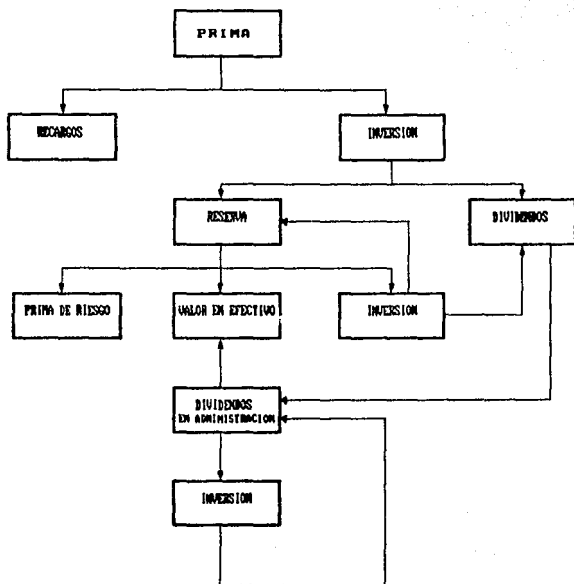 PRIMA
RECARGOS
INVERSION
RESERVA
DIVIDENDOS
PRIMA DE RIESGO
VALOR EN EFECTIVO
INVERSION
DIVIDENDOS
EN ADMINISTRACION
INVERSION